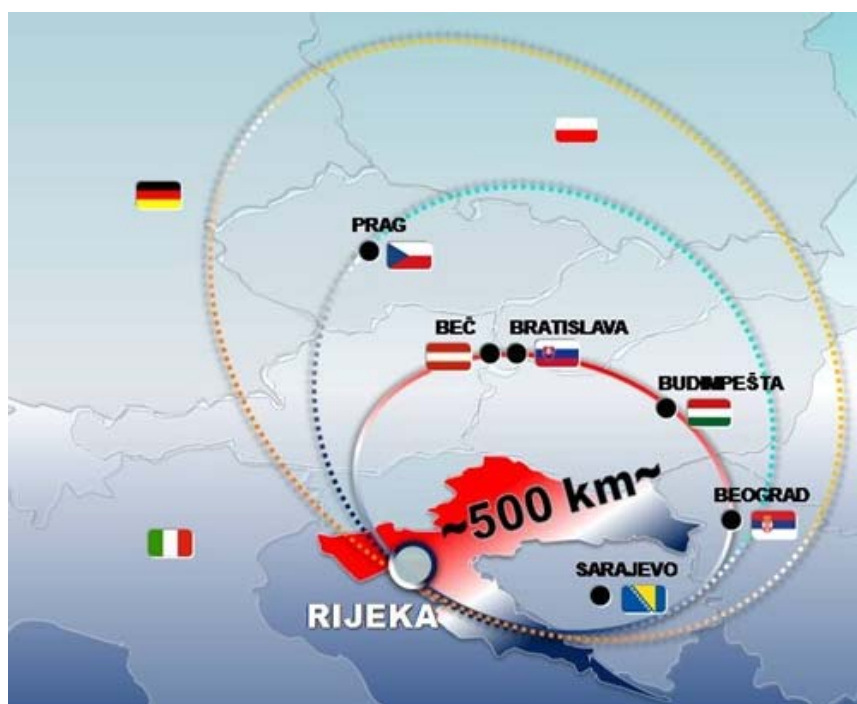 PRAG
BEČ
BRATISLAVA
BUDIMPEŠTA
~500 km~
BEOGRAD
SARAJEVO
RIJEKA